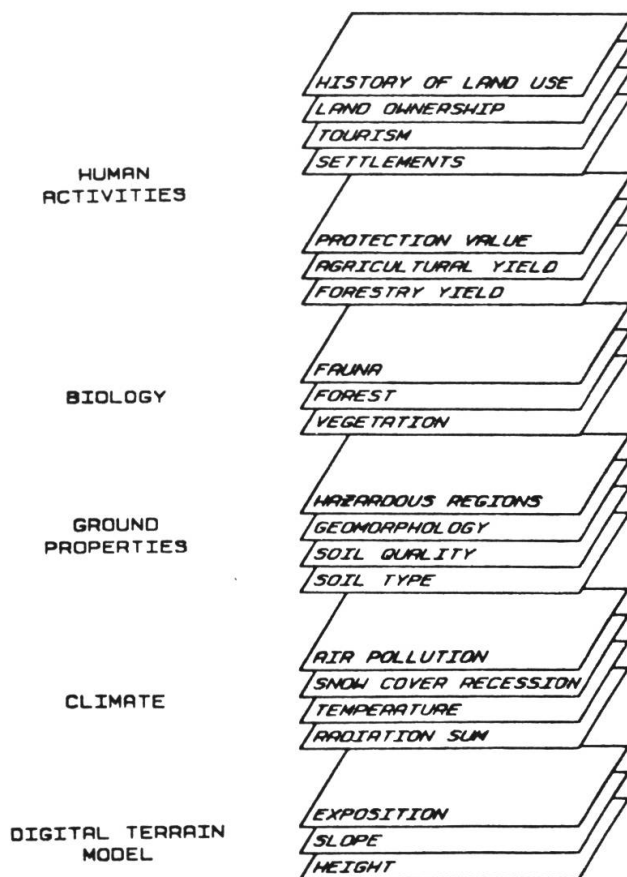 HISTORY OF LAND USE
LAND OWNERSHIP
TOURISM
SETTLEMENTS
HUMAN
ACTIVITIES
PROTECTION VALUE
AGRICULTURAL YIELD
FORESTRY YIELD
FAUNA
BIOLOGY
FOREST
VEGETATION
HAZARDOUS REGIONS
GROUND
PROPERTIES
GEOMORPHOLOGY
SOIL QUALITY
SOIL TYPE
AIR POLLUTION
SNOW COVER RECESSION
CLIMATE
TEMPERATURE
RADIATION SUM
EXPOSITION
DIGITAL TERRAIN
MODEL
SLOPE
HEIGHT